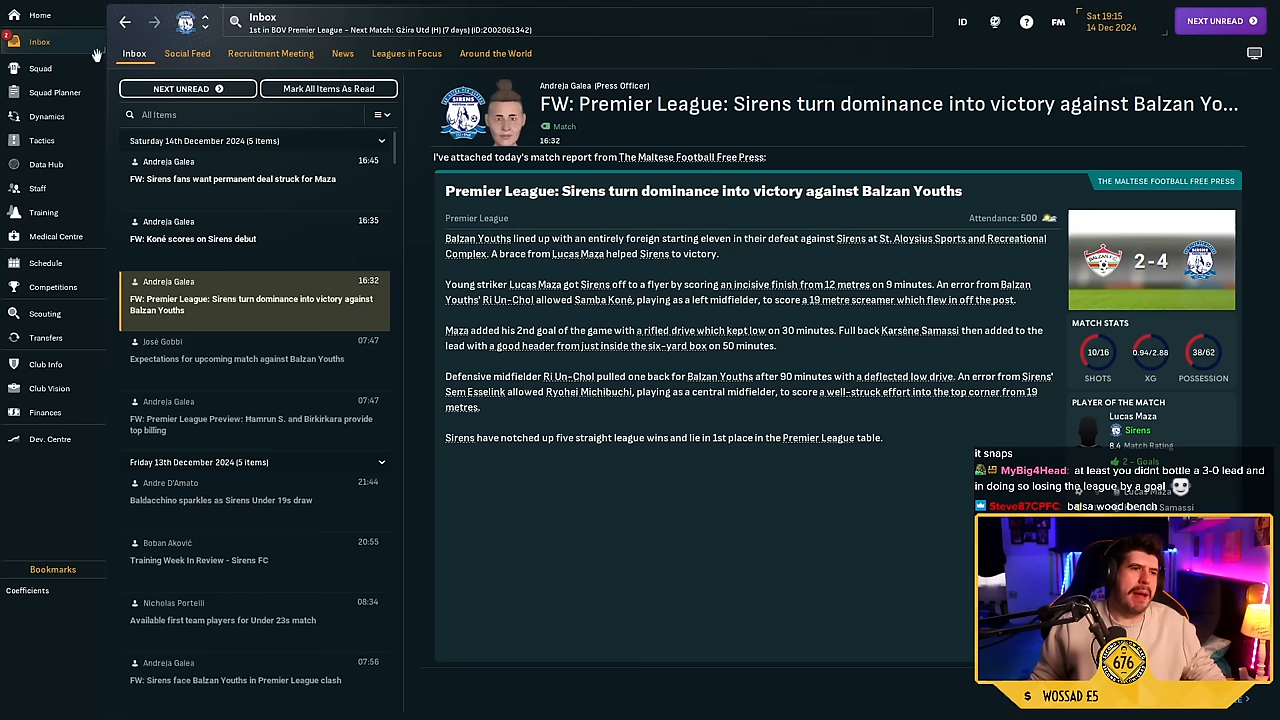 Home
2
Inbox
Squad
Squad Planner
Dynamics
Tactics
Data Hub
Staff
Training
Medical Centre
Schedule
Competitions
Scouting
Transfers
Club Info
Club Vision
Finances
Dev. Centre
Bookmarks
Coefficients
Inbox
1st in BOV Premier League - Next Match: Gżira Utd (H) (7 days) (ID:2002061342)
ID
FM
Sat 19:15
14 Dec 2024
NEXT UNREAD
Inbox
Social Feed
Recruitment Meeting
News
Leagues in Focus
Around the World
NEXT UNREAD
Mark All Items As Read
All Items
Saturday 14th December 2024 (5 items)
Andreja Galea 16:45
FW: Sirens fans want permanent deal struck for Maza
Andreja Galea 16:35
FW: Koné scores on Sirens debut
Andreja Galea 16:32
FW: Premier League: Sirens turn dominance into victory against
Balzan Youths
José Gobbi 07:47
Expectations for upcoming match against Balzan Youths
Andreja Galea 07:47
FW: Premier League Preview: Ħamrun S. and Birkirkara provide
top billing
Friday 13th December 2024 (5 items)
Andre D'Amato 21:44
Baldacchino sparkles as Sirens Under 19s draw
Boban Aković 20:55
Training Week In Review - Sirens FC
Nicholas Portelli 08:34
Available first team players for Under 23s match
Andreja Galea 07:56
FW: Sirens face Balzan Youths in Premier League clash
Andreja Galea (Press Officer)
FW: Premier League: Sirens turn dominance into victory against Balzan Yo...
Match
16:32
I've attached today's match report from The Maltese Football Free Press:
THE MALTESE FOOTBALL FREE PRESS
Premier League: Sirens turn dominance into victory against Balzan Youths
Premier League
Attendance: 500
Balzan Youths lined up with an entirely foreign starting eleven in their defeat against Sirens at St. Aloysius Sports and Recreational
Complex. A brace from Lucas Maza helped Sirens to victory.
Young striker Lucas Maza got Sirens off to a flyer by scoring an incisive finish from 12 metres on 9 minutes. An error from Balzan
Youths' Ri Un-Chol allowed Samba Koné, playing as a left midfielder, to score a 19 metre screamer which flew in off the post.
Maza added his 2nd goal of the game with a rifled drive which kept low on 30 minutes. Full back Karsène Samassi then added to the
lead with a good header from just inside the six-yard box on 50 minutes.
Defensive midfielder Ri Un-Chol pulled one back for Balzan Youths after 90 minutes with a deflected low drive. An error from Sirens'
Sem Esselink allowed Ryohei Michibuchi, playing as a central midfielder, to score a well-struck effort into the top corner from 19
metres.
Sirens have notched up five straight league wins and lie in 1st place in the Premier League table.
BALZAN F.C.
2-4
MATCH STATS
10/16
0.94/2.88
38/62
SHOTS
XG
POSSESSION
PLAYER OF THE MATCH
Lucas Maza
Sirens
8.4 Match Rating
2 - Goals
Lucas Maza
Samassi
it snaps
MyBig4Head: at least you didnt bottle a 3-0 lead and
in doing so losing the league by a goal
Steve87CPFC: balsa wood bench
676
$ WOSSAD £5